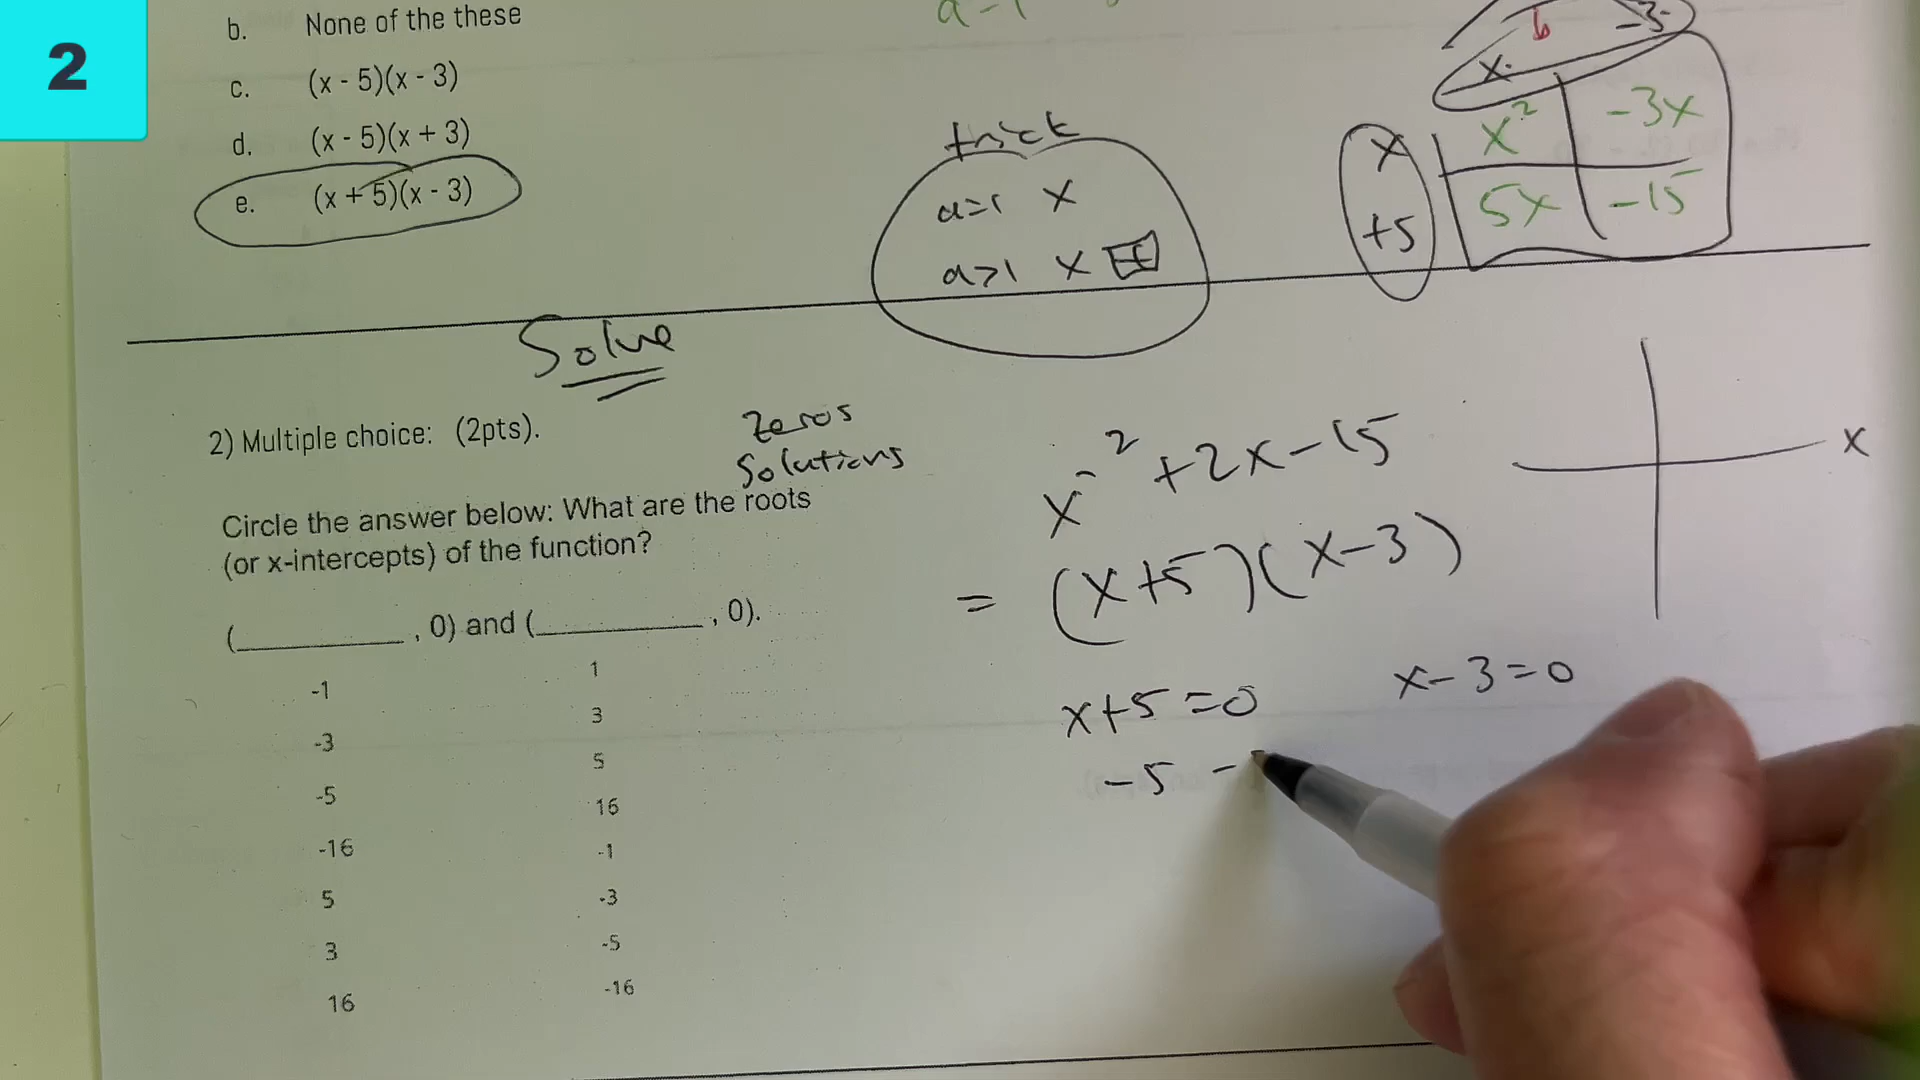 2
b. None of the these
c. (x - 5)(x - 3)
d. (x - 5)(x + 3)
e. (x + 5)(x - 3)
a-1
trick
a=1 X
a>1 X
b -3
x
x² -3x
x
5x -15
+5
Solve
2) Multiple choice: (2pts).
Zeros
Solutions
Circle the answer below: What are the roots
(or x-intercepts) of the function?
(__________ , 0) and (__________ , 0).
-1
-3
-5
-16
5
3
16
1
3
5
16
-1
-3
-5
-16
x² +2x-15
= (x+5)(x-3)
x+5=0 x-3=0
-5 -
x